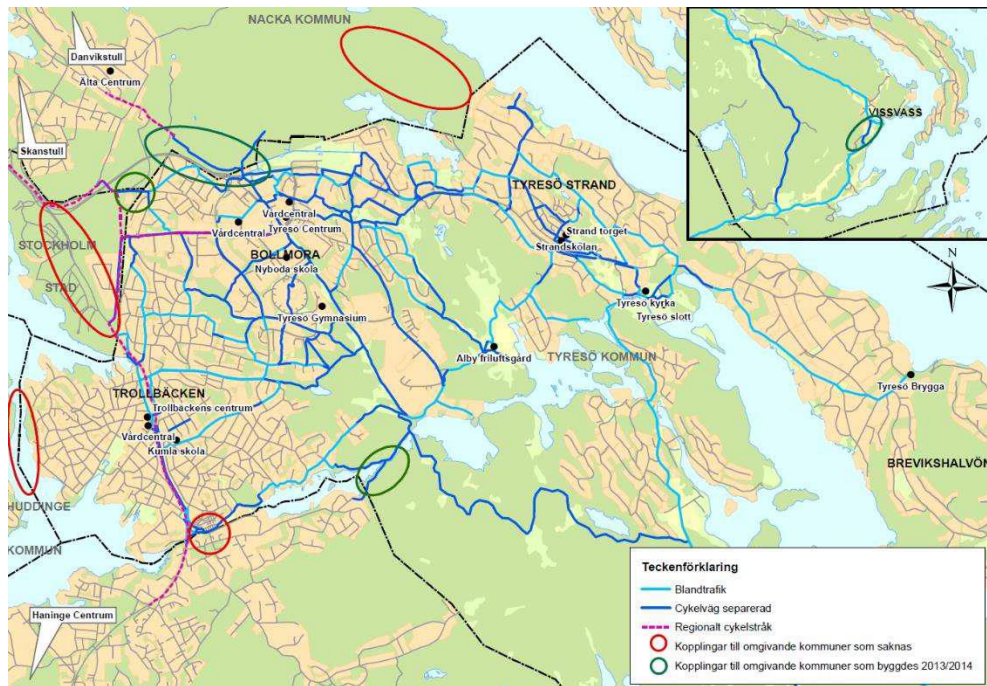 NACKA KOMMUN
Danvikstull
Älta Centrum
VISSVASS
Skanstull
TYRESÖ STRAND
Vårdcentral
Tyresö Centrum
Vårdcentral
Strand torget
Strandskolan
STOCKHOLM
STAD
BOLLMORA
Nyboda skola
N
Tyresö kyrka
Tyresö slott
Tyresö Gymnasium
Alby friluftsgård
TYRESÖ KOMMUN
Tyresö Brygga
TROLLBÄCKEN
Trollbäckens centrum
Vårdcentral
Kumla skola
BREVIKSHALVÖN
HUDDINGE
KOMMUN
Haninge Centrum
Teckenförklaring
Blandtrafik
Cykelväg separerad
Regionalt cykelstråk
Kopplingar till omgivande kommuner som saknas
Kopplingar till omgivande kommuner som byggdes 2013/2014